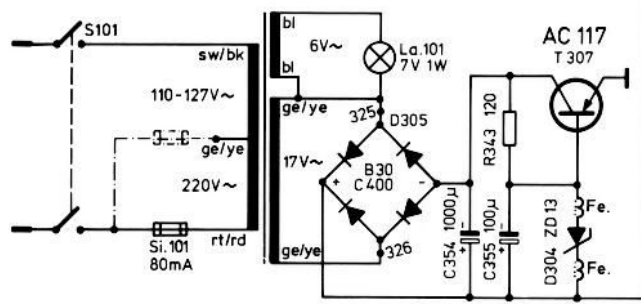 S101
sw/bk
110-127V~
ge/ye
220V~
Si.101
80mA
rt/rd
bl
6V~
La.101
7V 1W
bl
ge/ye
325
D305
17V~
B30
C400
+
-
326
ge/ye
C354 1000µ
+
C355 100µ
+
R343 120
AC 117
T 307
D304 ZD13
Fe.
Fe.